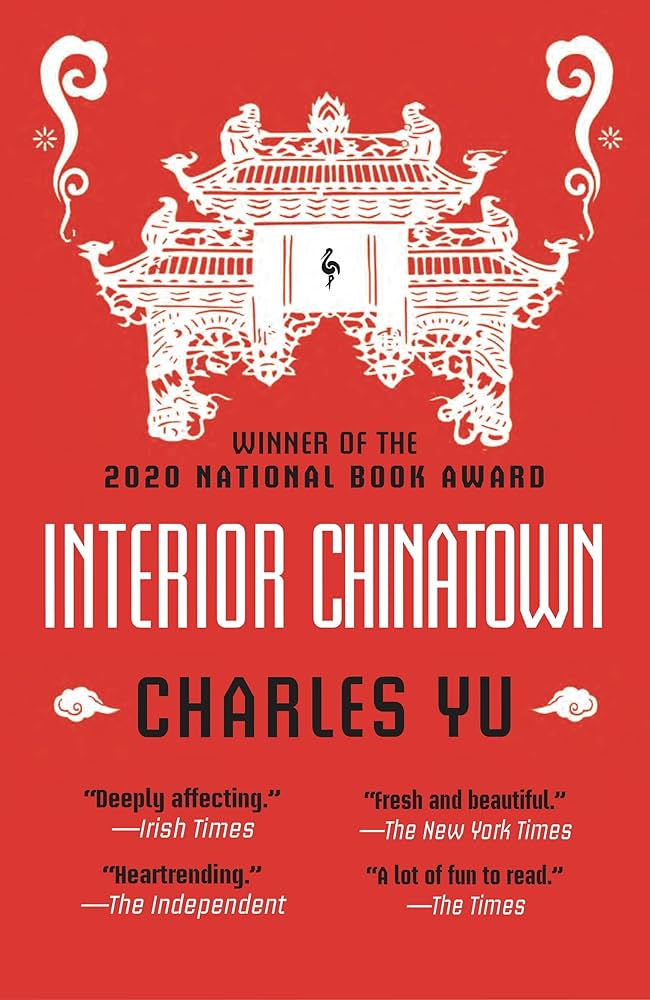 WINNER OF THE
2020 NATIONAL BOOK AWARD
INTERIOR CHINATOWN
CHARLES YU
“Deeply affecting.”
—Irish Times
“Fresh and beautiful.”
—The New York Times
“Heartrending.”
—The Independent
“A lot of fun to read.”
—The Times